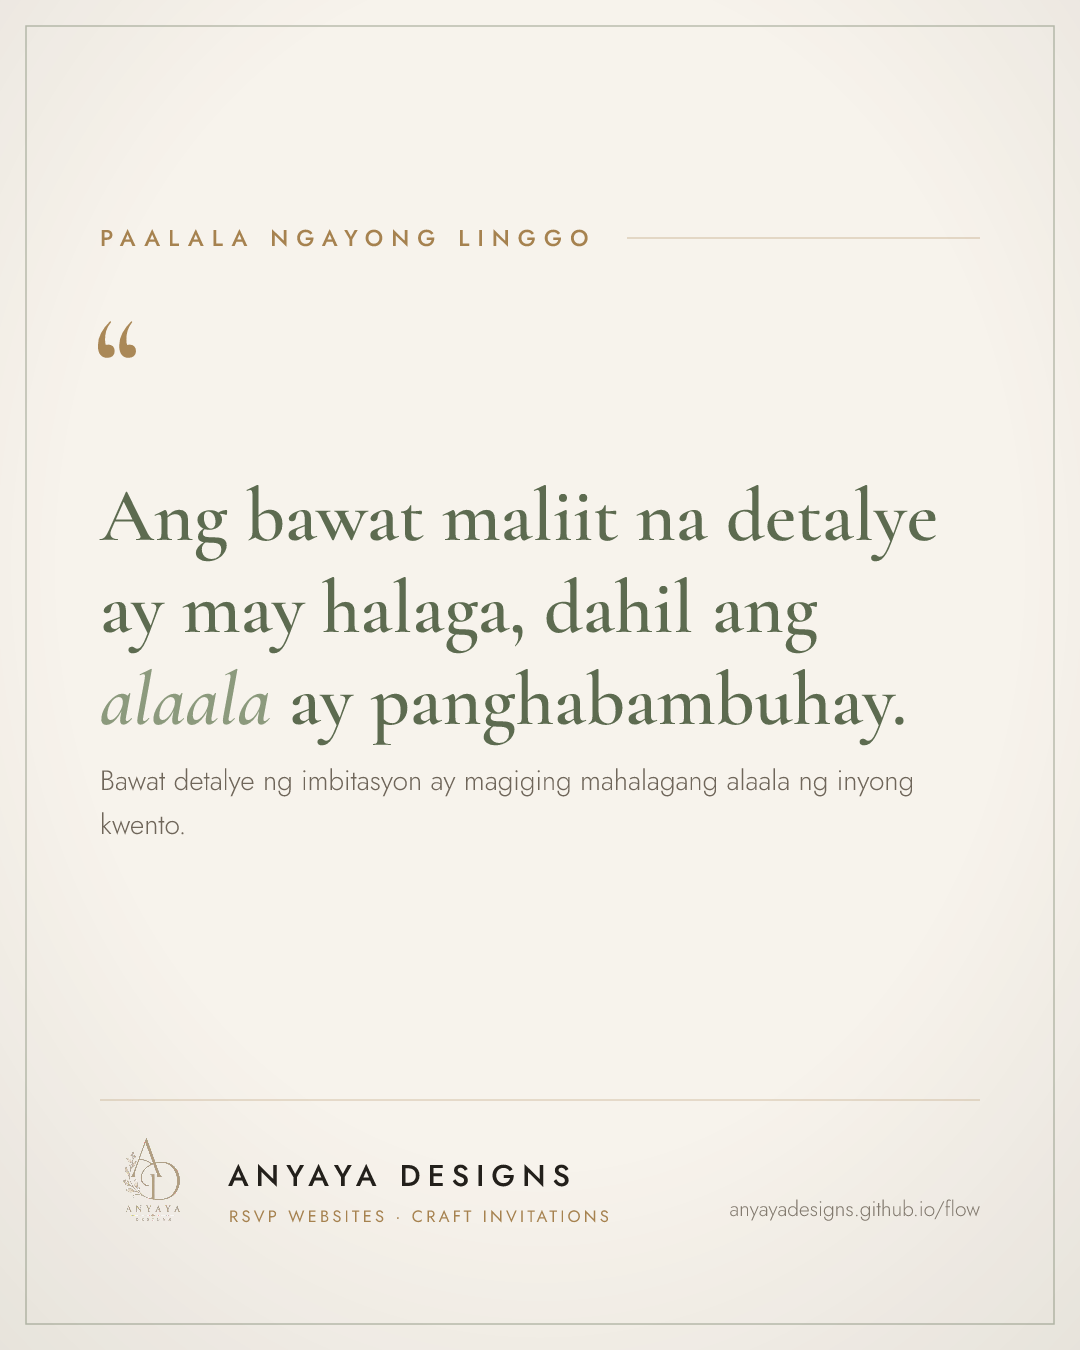 PAALALA NGAYONG LINGGO
“
Ang bawat maliit na detalye
ay may halaga, dahil ang
alaala ay panghabambuhay.
Bawat detalye ng imbitasyon ay magiging mahalagang alaala ng inyong
kwento.
AD
ANYAYA
ANYAYA DESIGNS
RSVP WEBSITES · CRAFT INVITATIONS
anyayadesigns.github.io/flow